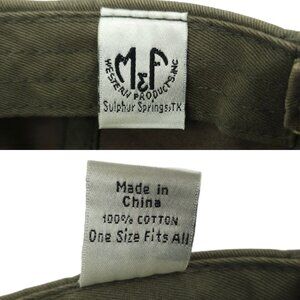 M&F
WESTERN PRODUCTS, INC
Sulphur Springs, TX
Made in
China
100% COTTON
One Size Fits All